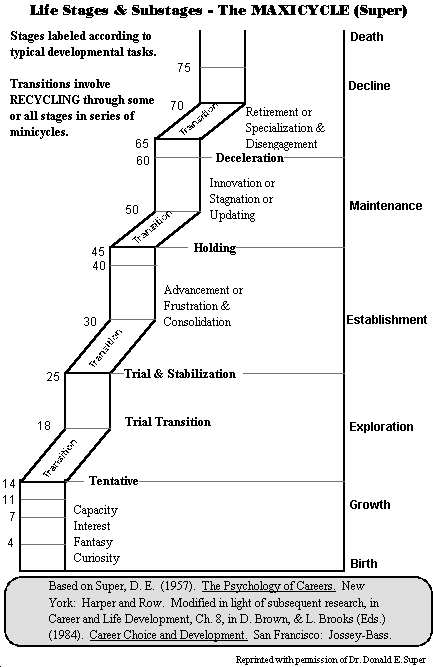 Life Stages & Substages - The MAXICYCLE (Super)
Stages labeled according to
typical developmental tasks.
Transitions involve
RECYCLING through some
or all stages in series of
minicycles.
Death
75
Decline
70
Transition
Retirement or
Specialization &
Disengagement
65
60
Deceleration
Innovation or
Stagnation or
Updating
Maintenance
50
Transition
45
Holding
40
Advancement or
Frustration &
Consolidation
30
Establishment
Transition
25
Trial & Stabilization
18
Trial Transition
Exploration
Transition
14
Tentative
11
7
4
Capacity
Interest
Fantasy
Curiosity
Growth
Birth
Based on Super, D. E. (1957). The Psychology of Careers. New
York: Harper and Row. Modified in light of subsequent research, in
Career and Life Development, Ch. 8, in D. Brown, & L. Brooks (Eds.)
(1984). Career Choice and Development. San Francisco: Jossey-Bass.
Reprinted with permission of Dr. Donald E. Super